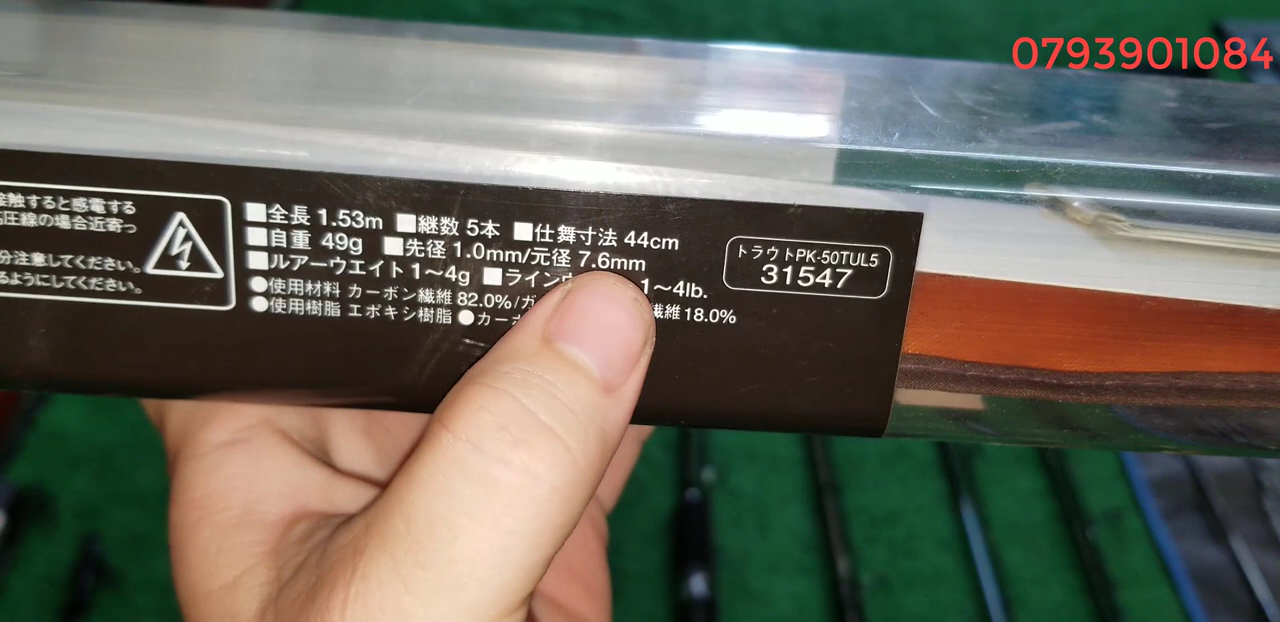 0793901084
接触すると感電する
圧線の場合近寄っ
分注意してください。
るようにしてください。
■全長 1.53m ■継数 5本 ■仕舞寸法 44cm
■自重 49g ■先径 1.0mm/元径 7.6mm
■ルアーウエイト 1〜4g ■ライン 1〜4lb.
●使用材料 カーボン繊維 82.0%/ガ 繊維 18.0%
●使用樹脂 エポキシ樹脂 ●カー
トラウトPK-50TUL5
31547